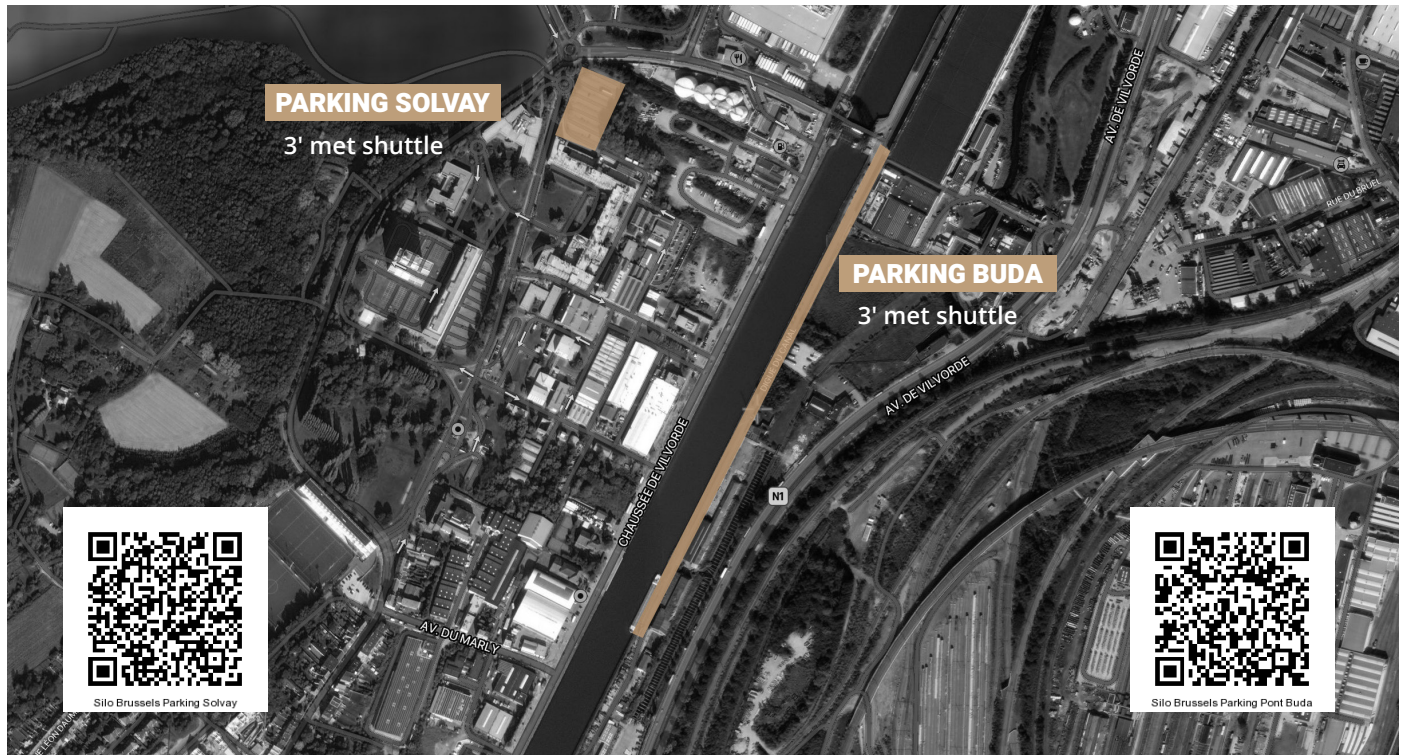 PARKING SOLVAY
3' met shuttle
PARKING BUDA
3' met shuttle
AV. DE VILVORDE
RUE DU BRUEL
AV. DE VILVORDE
N1
CHAUSSÉE DE VILVORDE
AV. DU MARLY
Silo Brussels Parking Solvay
Silo Brussels Parking Pont Buda